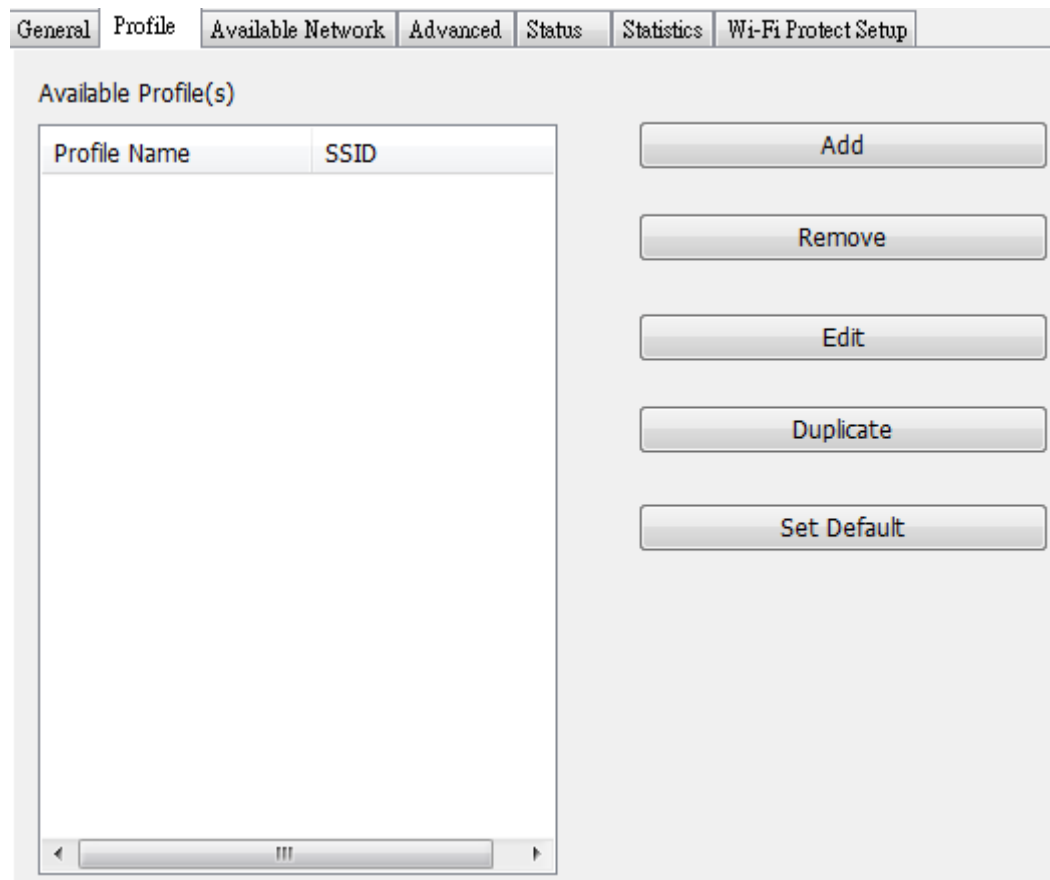 General Profile Available Network Advanced Status Statistics Wi-Fi Protect Setup
Available Profile(s)
Profile Name SSID
Add
Remove
Edit
Duplicate
Set Default